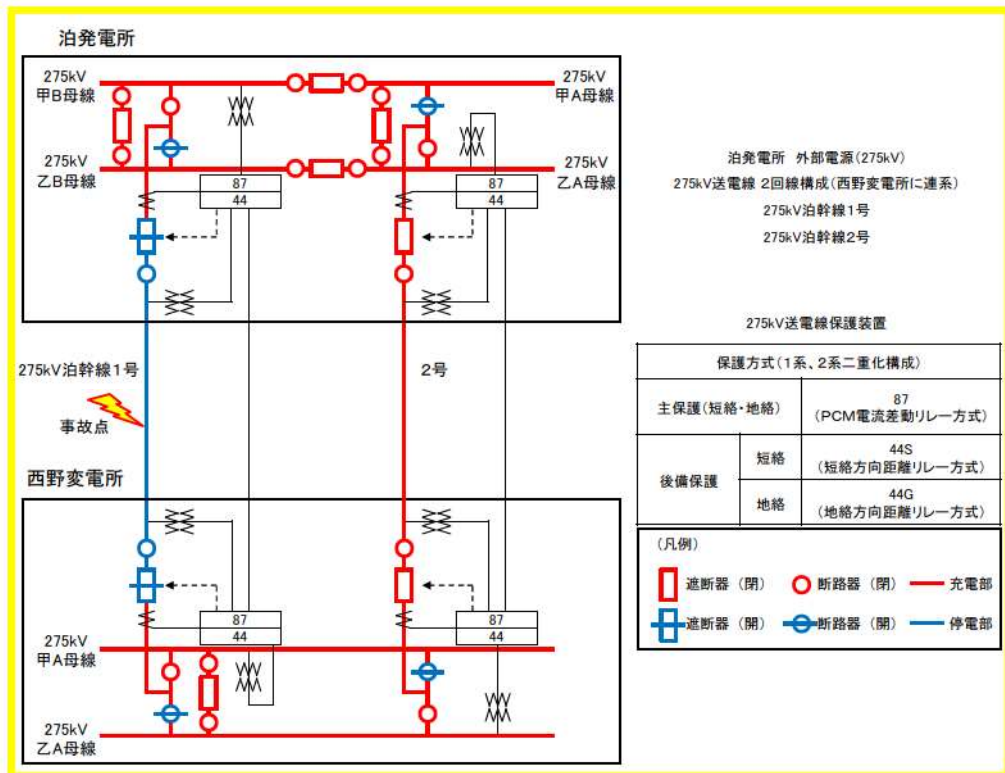 泊発電所
275kV
甲B母線
275kV
甲A母線
275kV
乙B母線
275kV
乙A母線
87
44
87
44
275kV泊幹線1号
2号
事故点
西野変電所
87
44
87
44
275kV
甲A母線
275kV
乙A母線
泊発電所 外部電源(275kV)
275kV送電線 2回線構成(西野変電所に連系)
275kV泊幹線1号
275kV泊幹線2号
275kV送電線保護装置
保護方式(1系、2系二重化構成)
主保護(短絡・地絡)
87
(PCM電流差動リレー方式)
後備保護
短絡
44S
(短絡方向距離リレー方式)
地絡
44G
(地絡方向距離リレー方式)
(凡例)
遮断器(閉) 断路器(閉) 充電部
遮断器(開) 断路器(開) 停電部